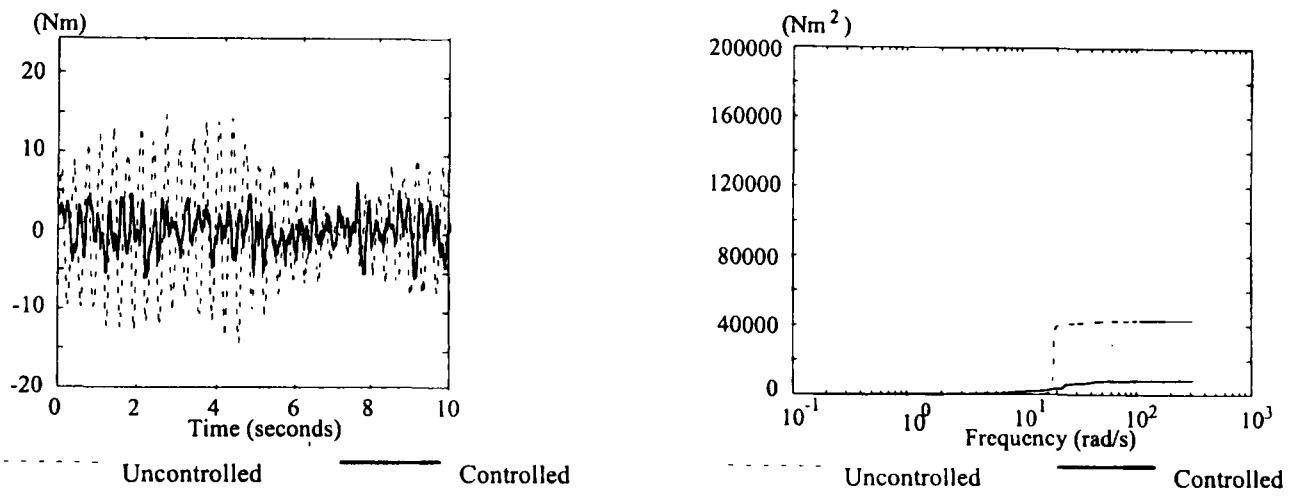 (Nm)
20
10
0
-10
-20
0 2 4 6 8 10
Time (seconds)
Uncontrolled Controlled
(Nm²)
200000
160000
120000
80000
40000
0
10⁻¹ 10⁰ 10¹ 10² 10³
Frequency (rad/s)
Uncontrolled Controlled